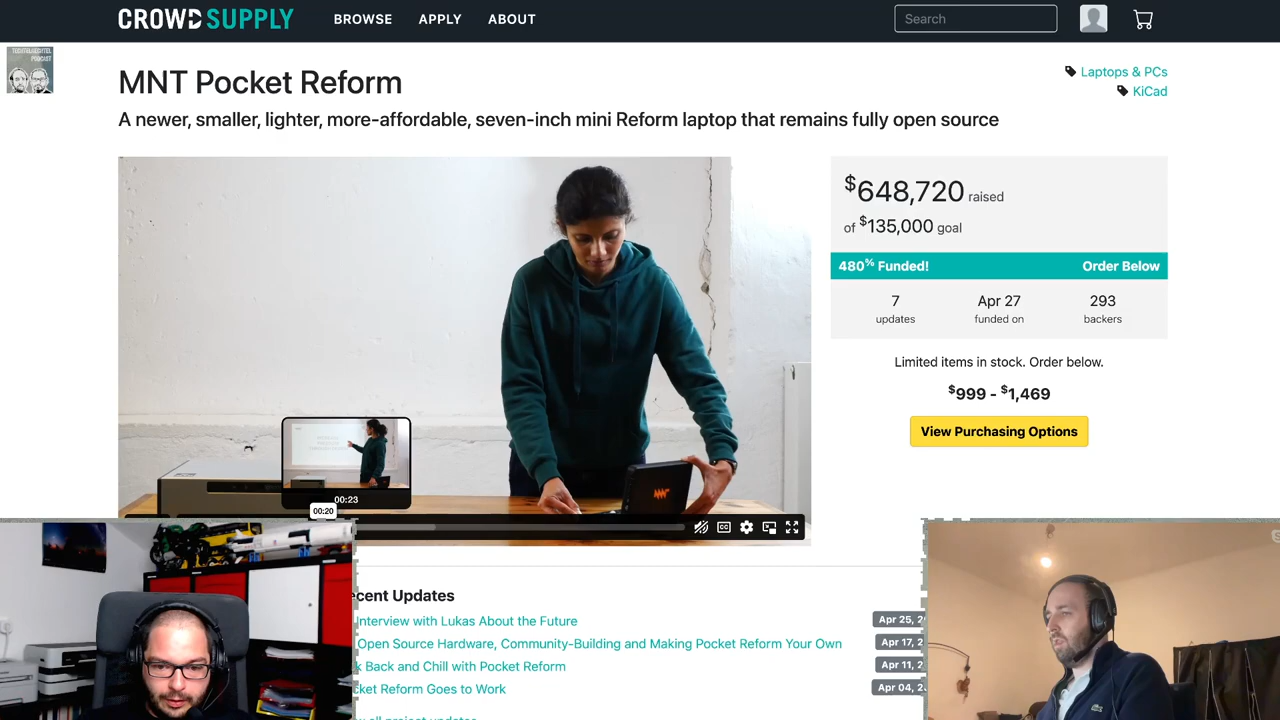 CROWD SUPPLY
BROWSE
APPLY
ABOUT
Search
PODCAST
MNT Pocket Reform
Laptops & PCs
KiCad
A newer, smaller, lighter, more-affordable, seven-inch mini Reform laptop that remains fully open source
$648,720 raised
of $135,000 goal
480% Funded!
Order Below
7
updates
Apr 27
funded on
293
backers
Limited items in stock. Order below.
$999 - $1,469
View Purchasing Options
00:23
00:20
CC
ecent Updates
Interview with Lukas About the Future
Apr 25, 2
Open Source Hardware, Community-Building and Making Pocket Reform Your Own
Apr 17,
k Back and Chill with Pocket Reform
Apr 11,
cket Reform Goes to Work
Apr 04, 2
all project updates